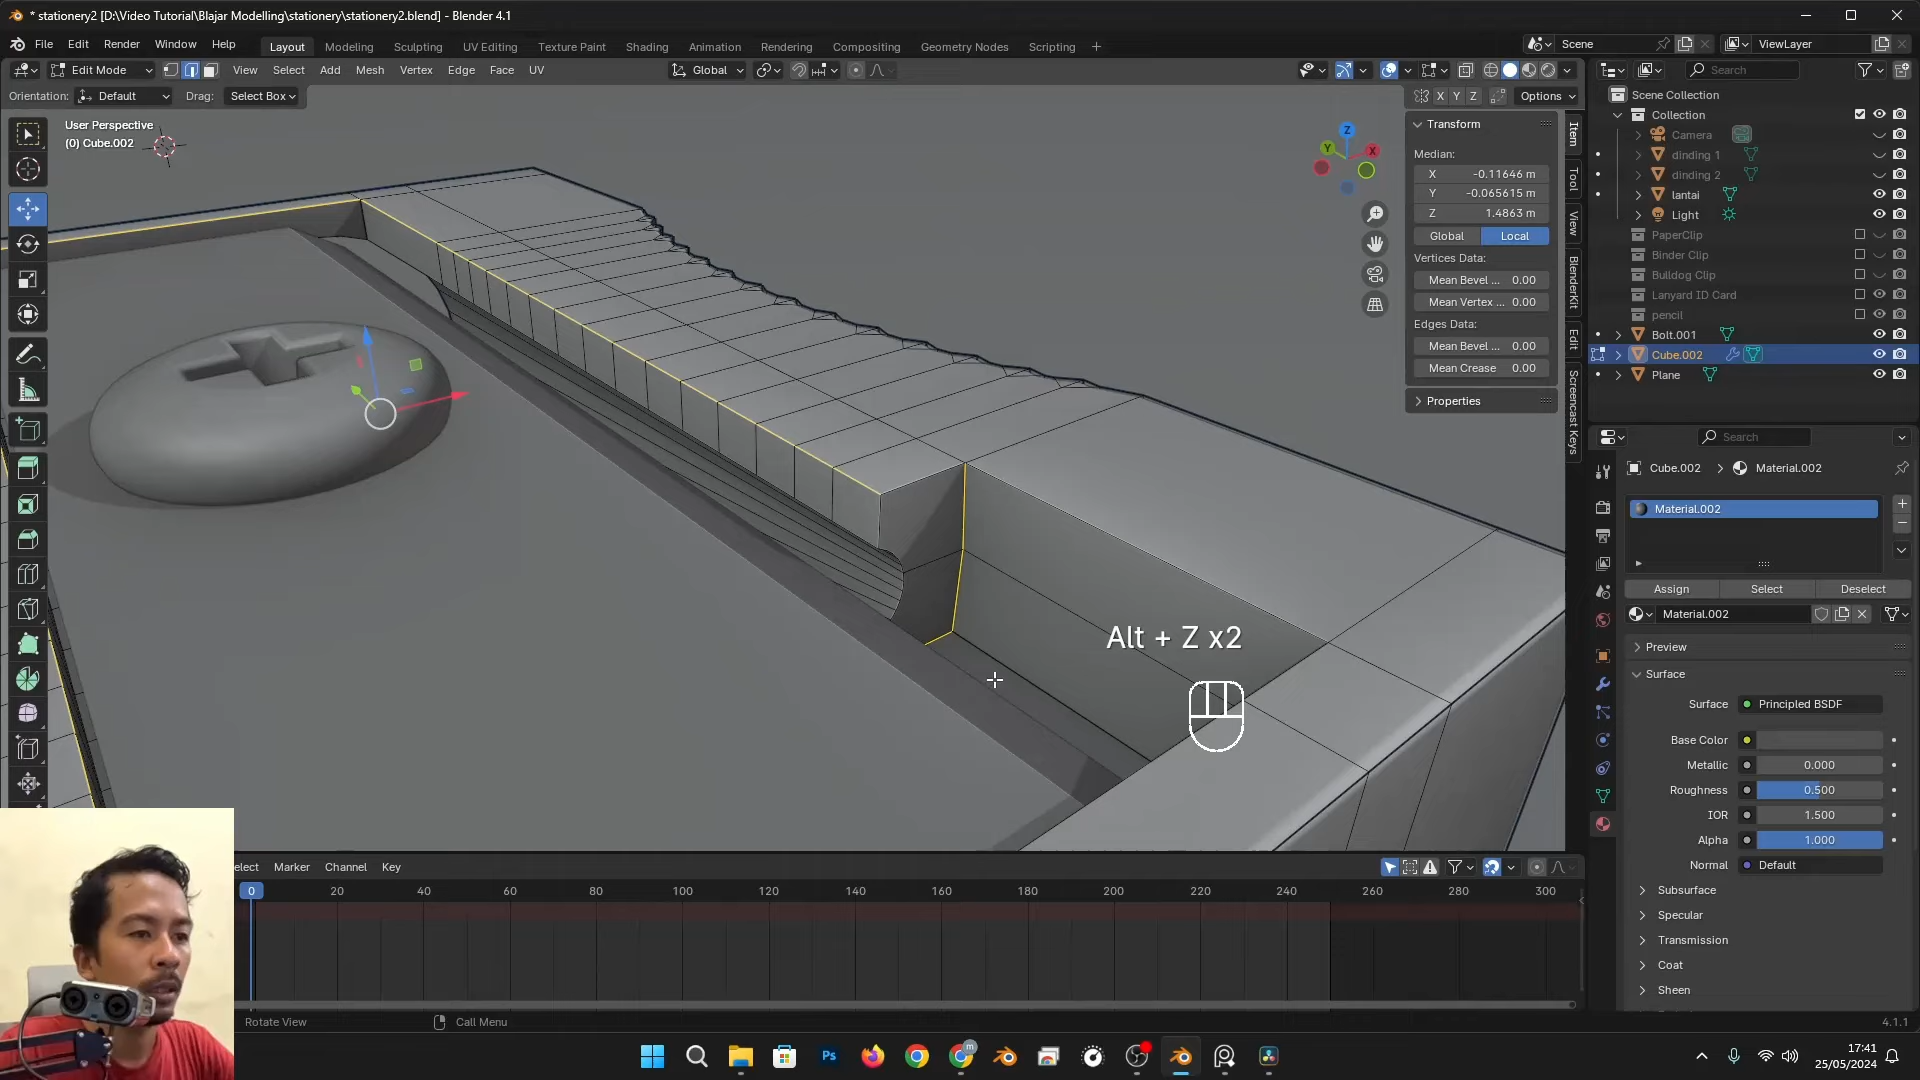 * stationery2 [D:\Video Tutorial\Blajar Modelling\stationery\stationery2.blend] - Blender 4.1
File Edit Render Window Help
Layout Modeling Sculpting UV Editing Texture Paint Shading Animation Rendering Compositing Geometry Nodes Scripting +
Scene
ViewLayer
Edit Mode View Select Add Mesh Vertex Edge Face UV
Global
Search
Orientation: Default Drag: Select Box
X Y Z Options
Scene Collection
Collection
Camera
dinding 1
dinding 2
lantai
Light
PaperClip
Binder Clip
Bulldog Clip
Lanyard ID Card
pencil
Bolt.001
Cube.002
Plane
User Perspective
(0) Cube.002
Z
Y
X
Transform
Median:
X -0.11646 m
Y -0.065615 m
Z 1.4863 m
Global Local
Vertices Data:
Mean Bevel ... 0.00
Mean Vertex ... 0.00
Edges Data:
Mean Bevel ... 0.00
Mean Crease 0.00
Properties
Item
Tool
View
BlenderKit
Edit
Screencast Keys
Alt + Z x2
Search
Cube.002 > Material.002
Material.002
Assign Select Deselect
Material.002
Preview
Surface
Surface Principled BSDF
Base Color
Metallic 0.000
Roughness 0.500
IOR 1.500
Alpha 1.000
Normal Default
Subsurface
Specular
Transmission
Coat
Sheen
elect Marker Channel Key
0 20 40 60 80 100 120 140 160 180 200 220 240 260 280 300
Rotate View Call Menu
4.1.1
Ps
m
17:41
25/05/2024